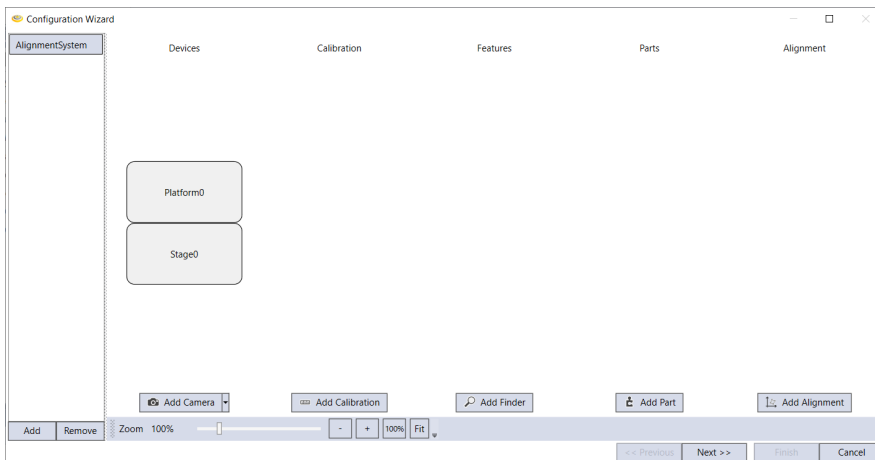 Configuration Wizard
AlignmentSystem
Devices Calibration Features Parts Alignment
Platform0
Stage0
Add Camera Add Calibration Add Finder Add Part Add Alignment
Add Remove Zoom 100% - + 100% Fit
<< Previous Next >> Finish Cancel